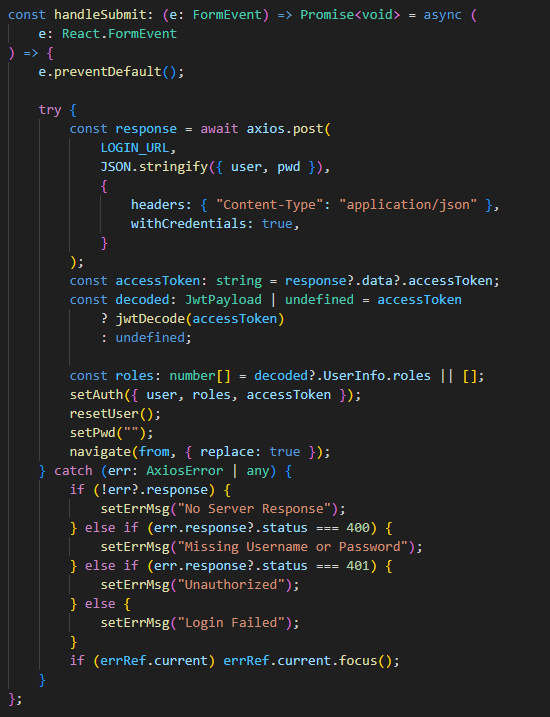 const handleSubmit: (e: FormEvent) => Promise<void> = async (
    e: React.FormEvent
) => {
    e.preventDefault();

    try {
        const response = await axios.post(
            LOGIN_URL,
            JSON.stringify({ user, pwd }),
            {
                headers: { "Content-Type": "application/json" },
                withCredentials: true,
            }
        );
        const accessToken: string = response?.data?.accessToken;
        const decoded: JwtPayload | undefined = accessToken
            ? jwtDecode(accessToken)
            : undefined;

        const roles: number[] = decoded?.UserInfo.roles || [];
        setAuth({ user, roles, accessToken });
        resetUser();
        setPwd("");
        navigate(from, { replace: true });
    } catch (err: AxiosError | any) {
        if (!err?.response) {
            setErrMsg("No Server Response");
        } else if (err.response?.status === 400) {
            setErrMsg("Missing Username or Password");
        } else if (err.response?.status === 401) {
            setErrMsg("Unauthorized");
        } else {
            setErrMsg("Login Failed");
        }
        if (errRef.current) errRef.current.focus();
    }
};